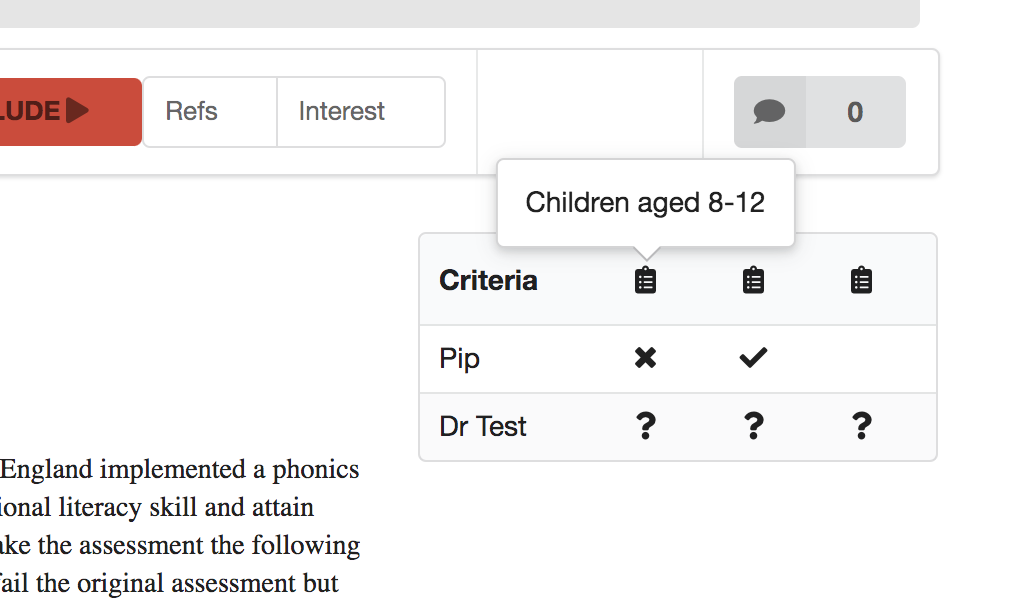 LUDE
Refs
Interest
0
Children aged 8-12
Criteria
Pip
Dr Test
? ? ?
England implemented a phonics
ional literacy skill and attain
ake the assessment the following
fail the original assessment but